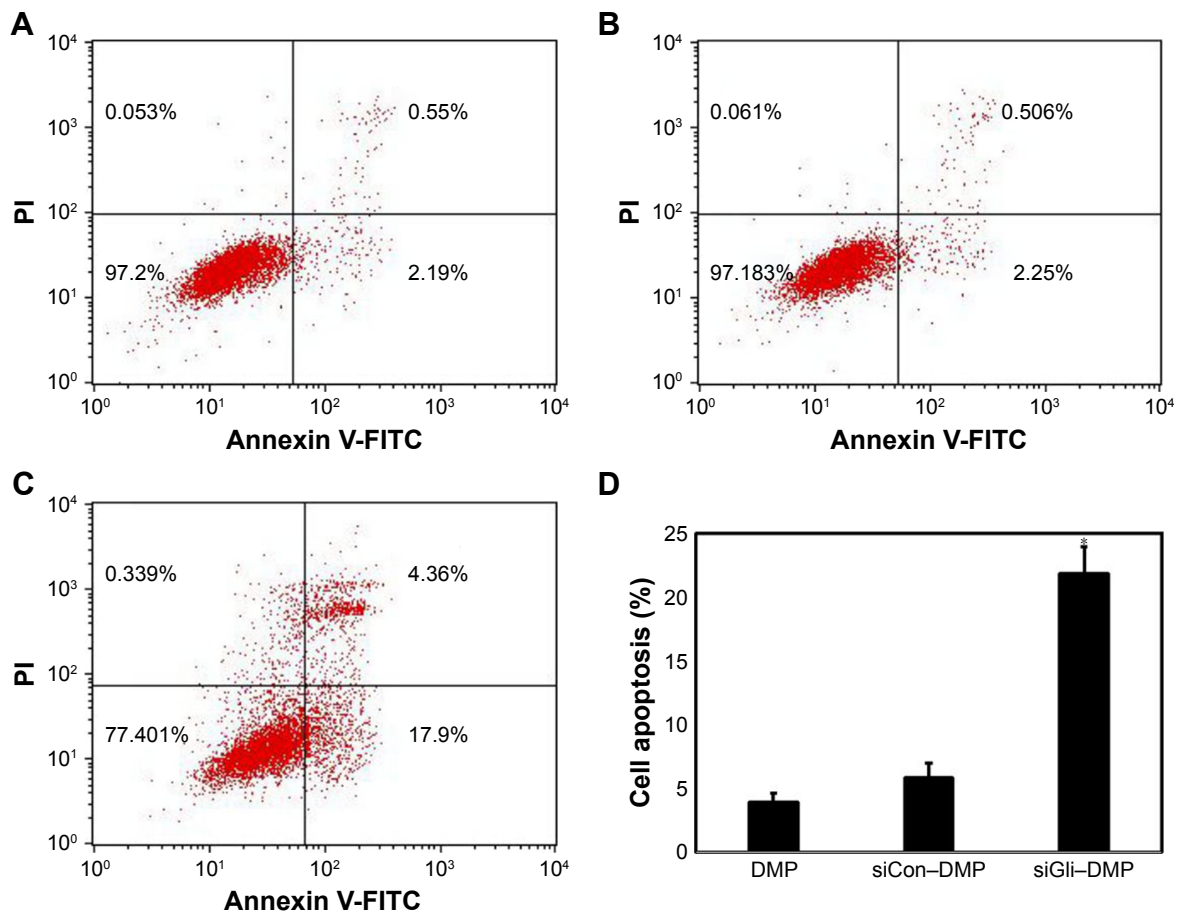 A
PI
10⁴
10³
10²
10¹
10⁰
0.053%
0.55%
97.2%
2.19%
10⁰ 10¹ 10² 10³ 10⁴
Annexin V-FITC
B
PI
10⁴
10³
10²
10¹
10⁰
0.061%
0.506%
97.183%
2.25%
10⁰ 10¹ 10² 10³ 10⁴
Annexin V-FITC
C
PI
10⁴
10³
10²
10¹
10⁰
0.339%
4.36%
77.401%
17.9%
10⁰ 10¹ 10² 10³ 10⁴
Annexin V-FITC
D
Cell apoptosis (%)
25
20
15
10
5
0
*
DMP siCon–DMP siGli–DMP